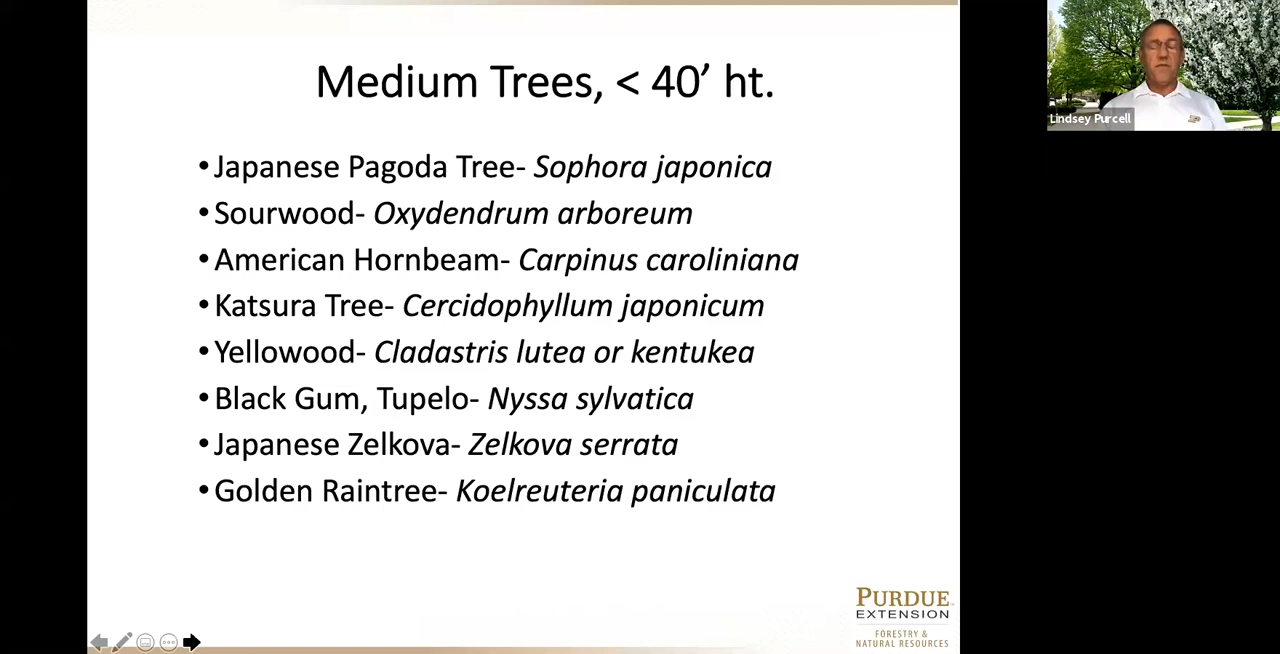 Medium Trees, < 40’ ht.
•Japanese Pagoda Tree- Sophora japonica
•Sourwood- Oxydendrum arboreum
•American Hornbeam- Carpinus caroliniana
•Katsura Tree- Cercidophyllum japonicum
•Yellowood- Cladastris lutea or kentukea
•Black Gum, Tupelo- Nyssa sylvatica
•Japanese Zelkova- Zelkova serrata
•Golden Raintree- Koelreuteria paniculata
PURDUE
EXTENSION
FORESTRY &
NATURAL RESOURCES
Lindsey Purcell